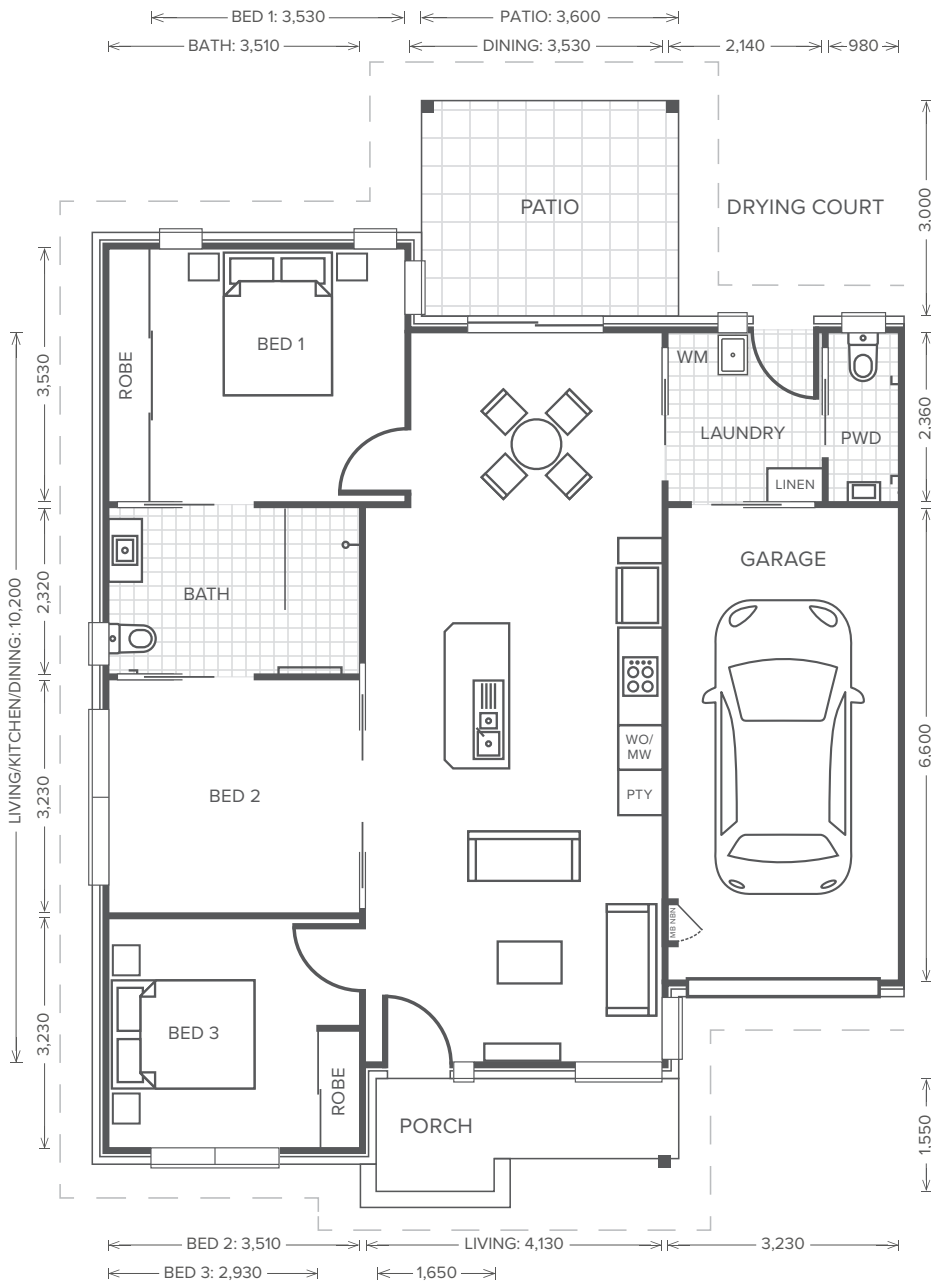 BED 1: 3,530
PATIO: 3,600
BATH: 3,510
DINING: 3,530
2,140
980
PATIO
DRYING COURT
3.000
BED 1
ROBE
3,530
WM
LAUNDRY
PWD
LINEN
2.360
GARAGE
BATH
2,320
LIVING/KITCHEN/DINING: 10,200
WO/
MW
PTY
6.600
BED 2
3,230
MB NBN
BED 3
ROBE
3,230
PORCH
1.550
BED 2: 3,510
LIVING: 4,130
3,230
BED 3: 2,930
1,650